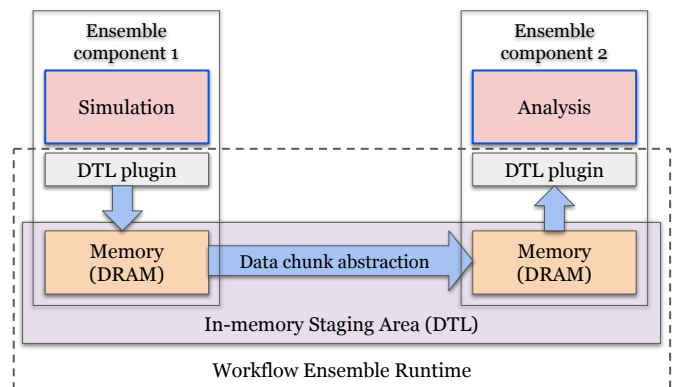 Ensemble
component 1
Ensemble
component 2
Simulation
Analysis
DTL plugin
DTL plugin
Memory
(DRAM)
Data chunk abstraction
Memory
(DRAM)
In-memory Staging Area (DTL)
Workflow Ensemble Runtime